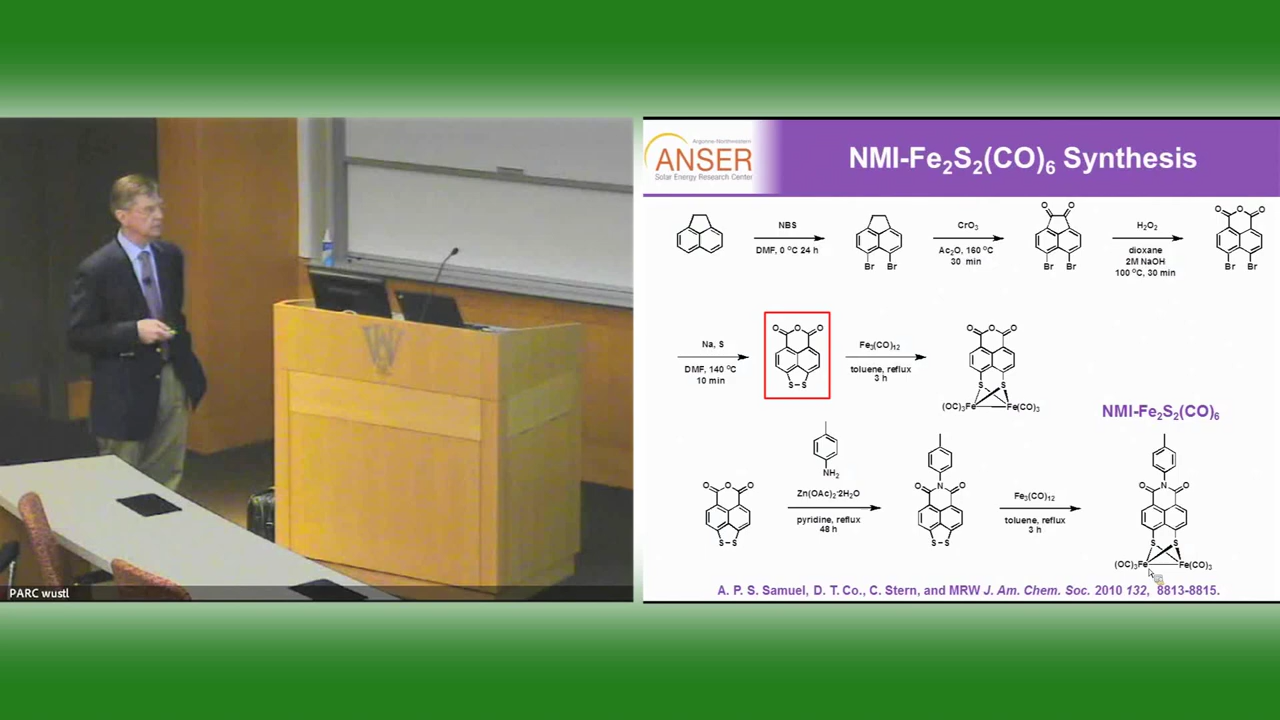 Argonne-Northwestern
ANSER
Solar Energy Research Center
NMI-Fe2S2(CO)6 Synthesis
NBS
DMF, 0 °C 24 h
Br Br
CrO3
Ac2O, 160 °C
30 min
O O
Br Br
H2O2
dioxane
2M NaOH
100 °C, 30 min
O O O
Br Br
Na, S
DMF, 140 °C
10 min
O O O
S S
Fe3(CO)12
toluene, reflux
3 h
O O O
S S
(OC)3Fe Fe(CO)3
NMI-Fe2S2(CO)6
O O O
S S
NH2
Zn(OAc)2·2H2O
pyridine, reflux
48 h
O N O
S S
Fe3(CO)12
toluene, reflux
3 h
O N O
S S
(OC)3Fe Fe(CO)3
A. P. S. Samuel, D. T. Co., C. Stern, and MRW J. Am. Chem. Soc. 2010 132, 8813-8815.
W
PARC wustl